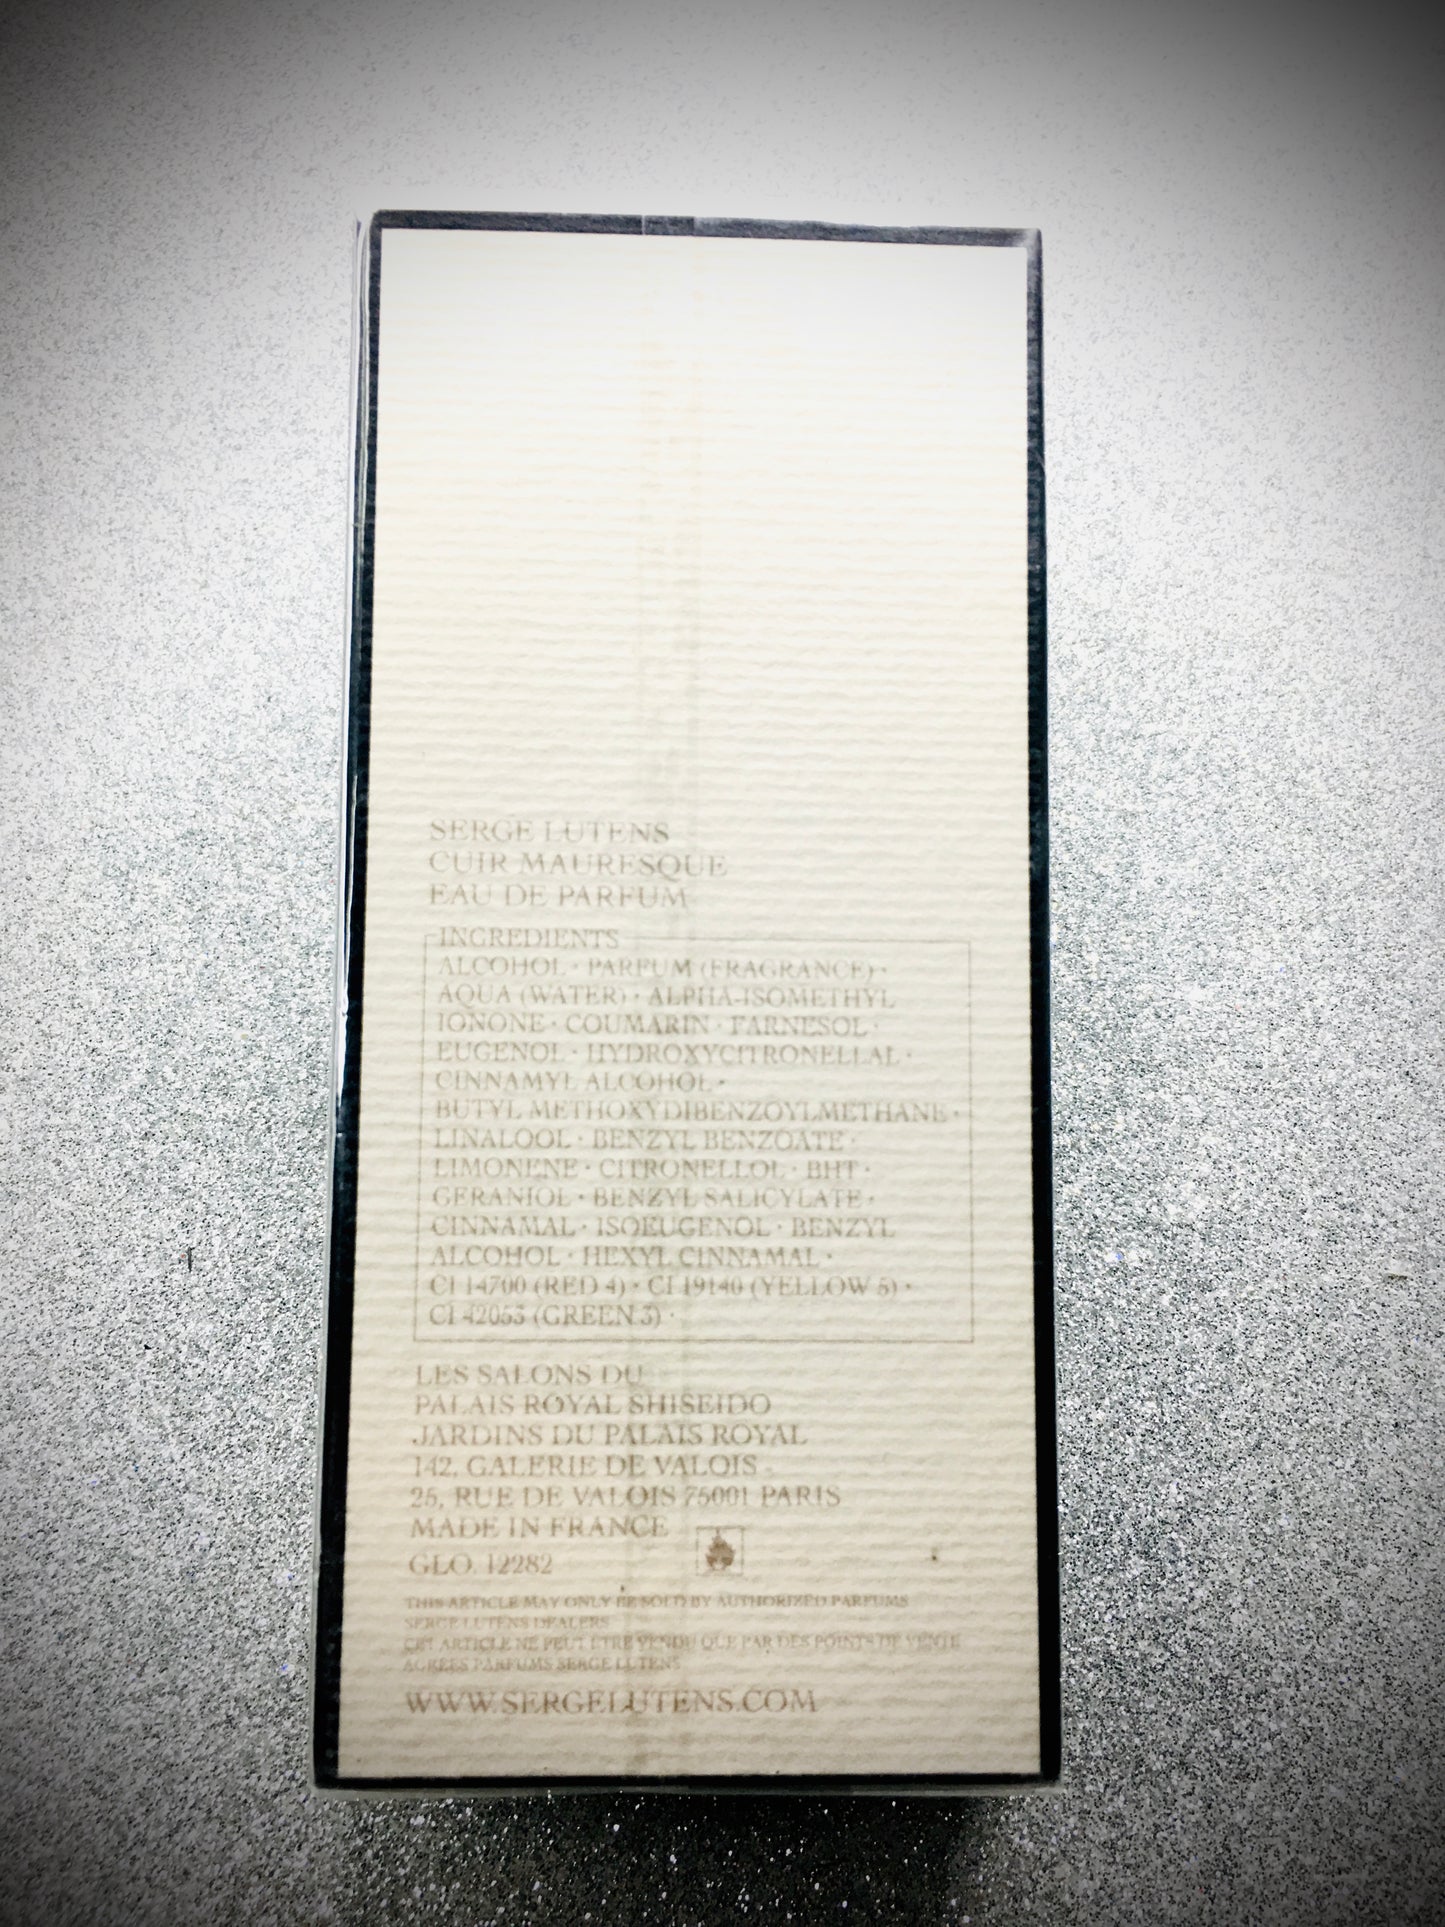 SERGE LUTENS
CUIR MAURESQUE
EAU DE PARFUM
INGREDIENTS
ALCOHOL · PARFUM (FRAGRANCE) ·
AQUA (WATER) · ALPHA-ISOMETHYL
IONONE · COUMARIN · FARNESOL ·
EUGENOL · HYDROXYCITRONELLAL ·
CINNAMYL ALCOHOL ·
BUTYL METHOXYDIBENZOYLMETHANE ·
LINALOOL · BENZYL BENZOATE ·
LIMONENE · CITRONELLOL · BHT ·
GERANIOL · BENZYL SALICYLATE ·
CINNAMAL · ISOEUGENOL · BENZYL
ALCOHOL · HEXYL CINNAMAL ·
CI 14700 (RED 4) · CI 19140 (YELLOW 5) ·
CI 42053 (GREEN 3) ·
LES SALONS DU
PALAIS ROYAL SHISEIDO
JARDINS DU PALAIS ROYAL
142, GALERIE DE VALOIS
25, RUE DE VALOIS 75001 PARIS
MADE IN FRANCE
GLO. 12282
THIS ARTICLE MAY ONLY BE SOLD BY AUTHORIZED PARFUMS
SERGE LUTENS DEALERS
CET ARTICLE NE PEUT ETRE VENDU QUE PAR DES POINTS DE VENTE
AGREES PARFUMS SERGE LUTENS
WWW.SERGELUTENS.COM